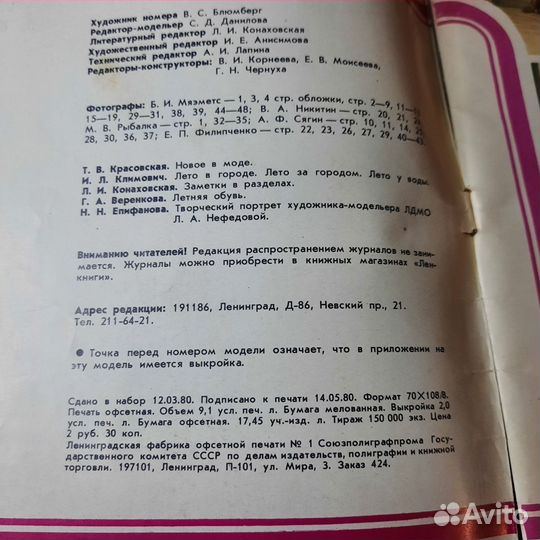 Художник номера В. С. Блюмберг
Редактор-модельер С. Д. Данилова
Литературный редактор Л. И. Конаховская
Художественный редактор И. Е. Анисимова
Технический редактор А. И. Лапина
Редакторы-конструкторы: В. И. Корнеева, Е. В. Моисеева,
Г. Н. Чернуха
Фотографы: Б. И. Мяэметс — 1, 3, 4 стр. обложки, стр. 2—9, 11—
15—19, 29—31, 38, 39, 44—48; В. А. Никитин — стр. 20, 21,
М. В. Рыбалка — стр. 1, 32—35; А. Ф. Сягин — стр. 10, 11, 14,
28, 30, 36, 37; Е. П. Филипченко — стр. 22, 23, 26, 27, 29, 40—
Т. В. Красовская. Новое в моде.
И. Л. Климович. Лето в городе. Лето за городом. Лето у воды.
Л. И. Конаховская. Заметки в разделах.
Г. А. Веренкова. Летняя обувь.
Н. Н. Епифанова. Творческий портрет художника-модельера ЛДМО
Л. А. Нефедовой.
Вниманию читателей! Редакция распространением журналов не зани-
мается. Журналы можно приобрести в книжных магазинах «Лен-
книги».
Адрес редакции: 191186, Ленинград, Д-86, Невский пр., 21.
Тел. 211-64-21.
● Точка перед номером модели означает, что в приложении на
эту модель имеется выкройка.
Сдано в набор 12.03.80. Подписано к печати 14.05.80. Формат 70×108/8.
Печать офсетная. Объем 9,1 усл. печ. л. Бумага мелованная. Выкройка 2,0
усл. печ. л. Бумага офсетная. 17,45 уч.-изд. л. Тираж 150 000 экз. Цена
2 руб. 30 коп.
Ленинградская фабрика офсетной печати № 1 Союзполиграфпрома Госу-
дарственного комитета СССР по делам издательств, полиграфии и книжной
торговли. 197101, Ленинград, П-101, ул. Мира, 3. Заказ 424.
Avito